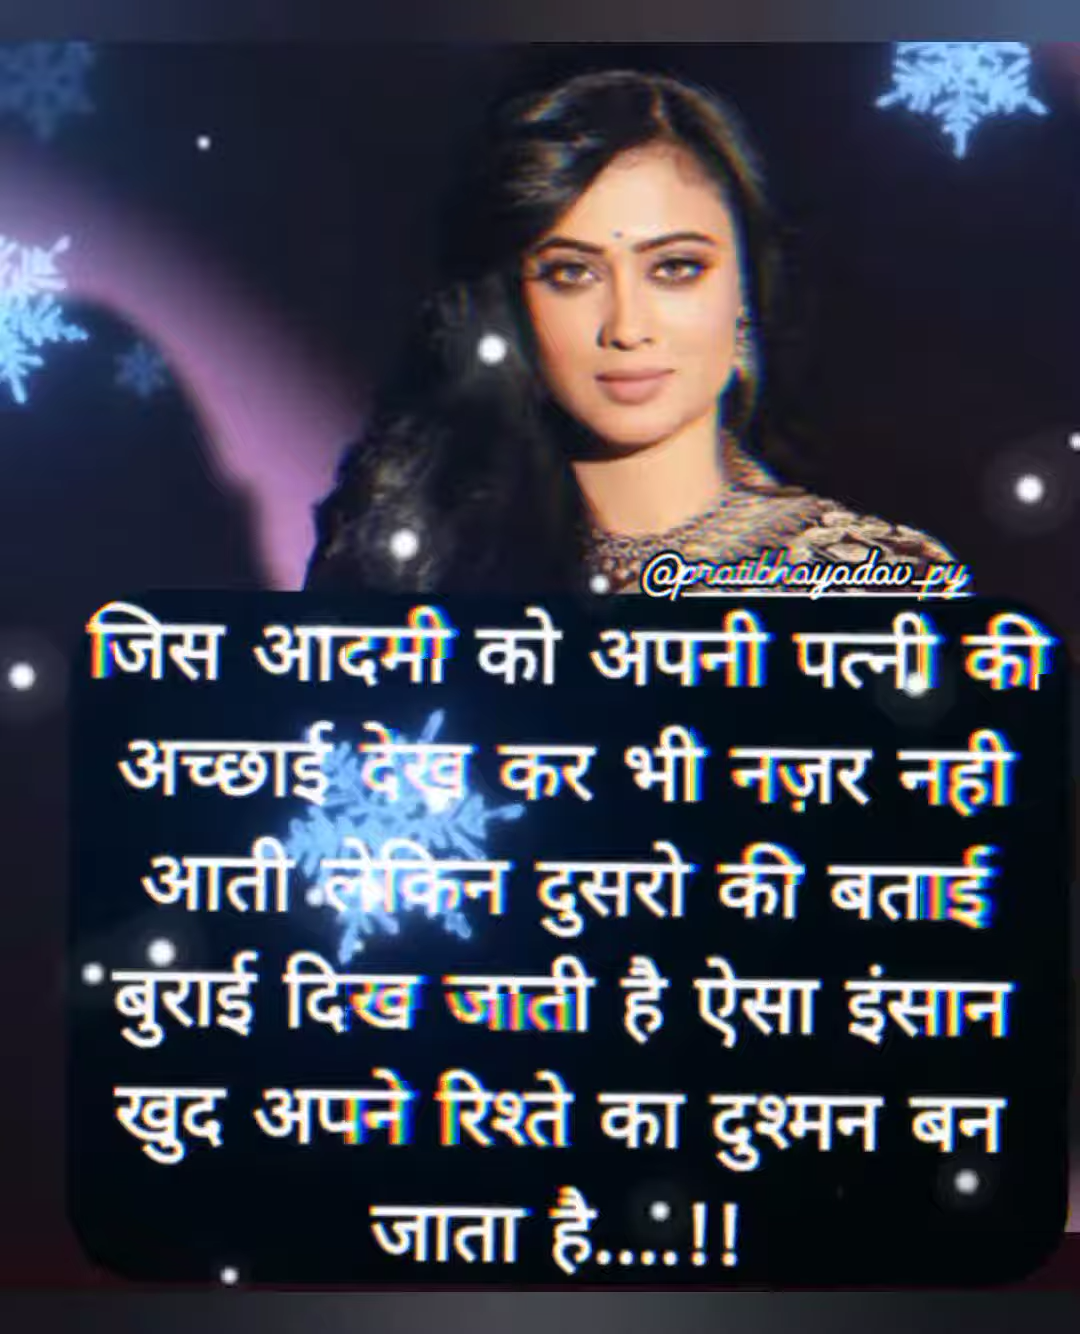 @pratibhayadav_py
जिस आदमी को अपनी पत्नी की
अच्छाई देख कर भी नज़र नही
आती लेकिन दुसरो की बताई
बुराई दिख जाती है ऐसा इंसान
खुद अपने रिश्ते का दुश्मन बन
जाता है....!!